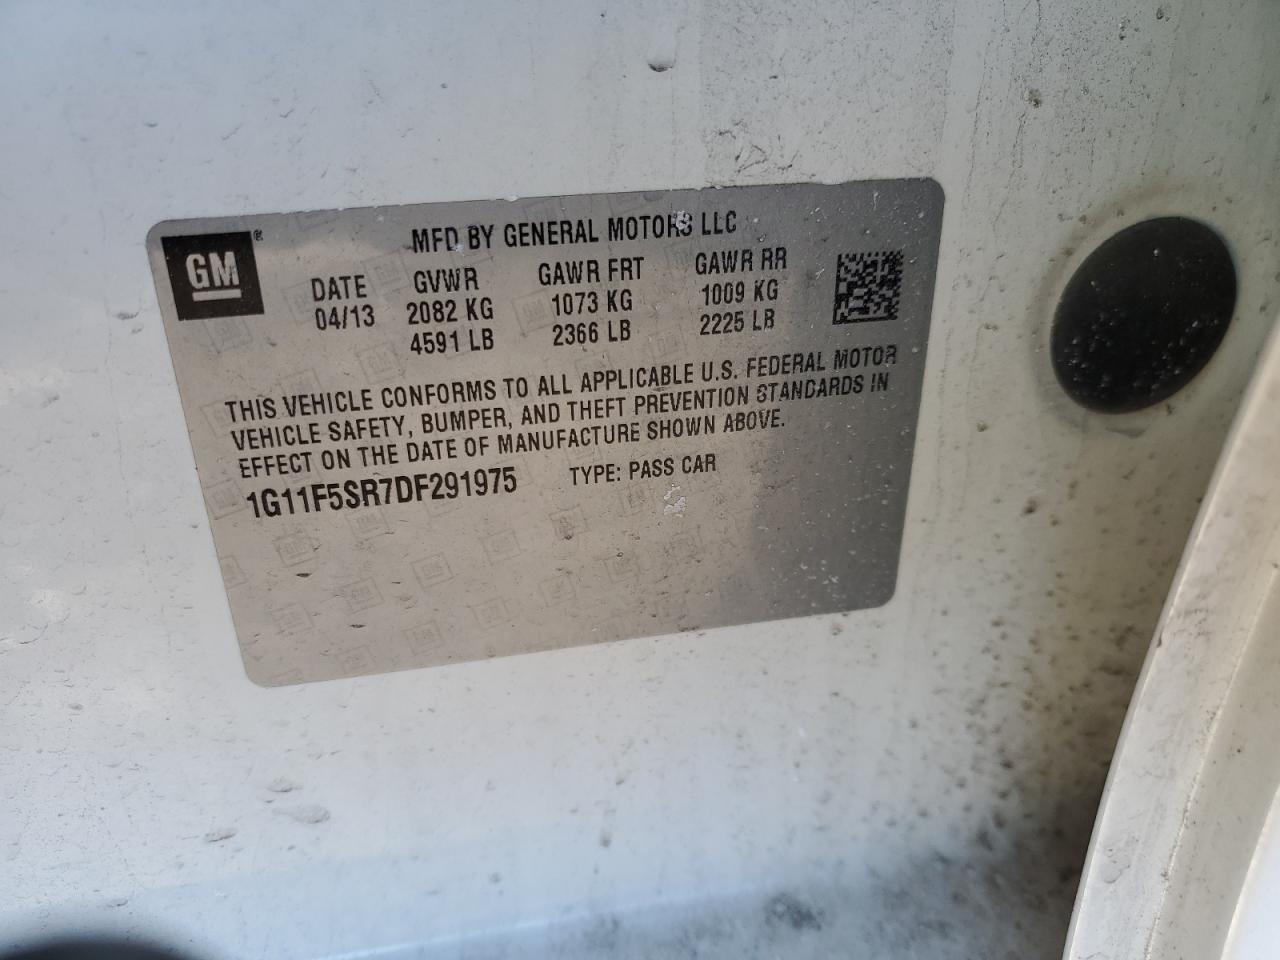 GM ®
MFD BY GENERAL MOTORS LLC
DATE GVWR GAWR FRT GAWR RR
04/13 2082 KG 1073 KG 1009 KG
4591 LB 2366 LB 2225 LB
THIS VEHICLE CONFORMS TO ALL APPLICABLE U.S. FEDERAL MOTOR
VEHICLE SAFETY, BUMPER, AND THEFT PREVENTION STANDARDS IN
EFFECT ON THE DATE OF MANUFACTURE SHOWN ABOVE.
1G11F5SR7DF291975 TYPE: PASS CAR